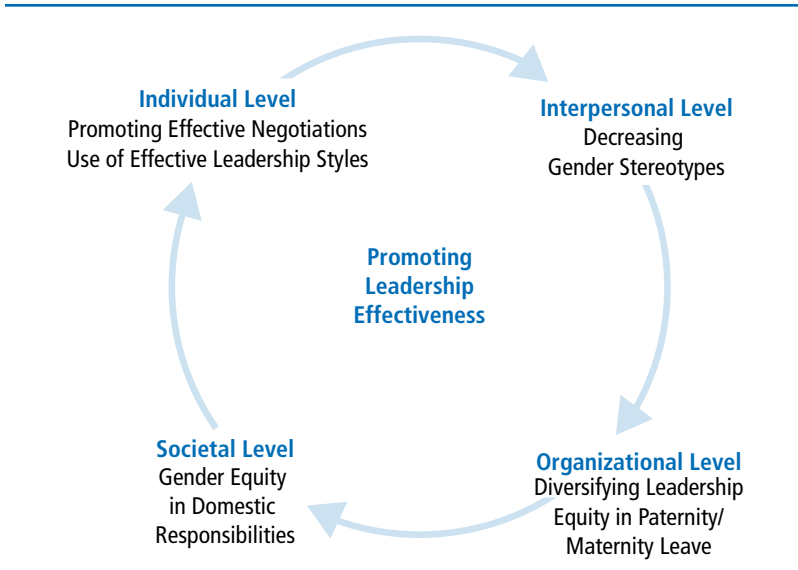 Individual Level
Promoting Effective Negotiations
Use of Effective Leadership Styles
Interpersonal Level
Decreasing
Gender Stereotypes
Promoting
Leadership
Effectiveness
Societal Level
Gender Equity
in Domestic
Responsibilities
Organizational Level
Diversifying Leadership
Equity in Paternity/
Maternity Leave